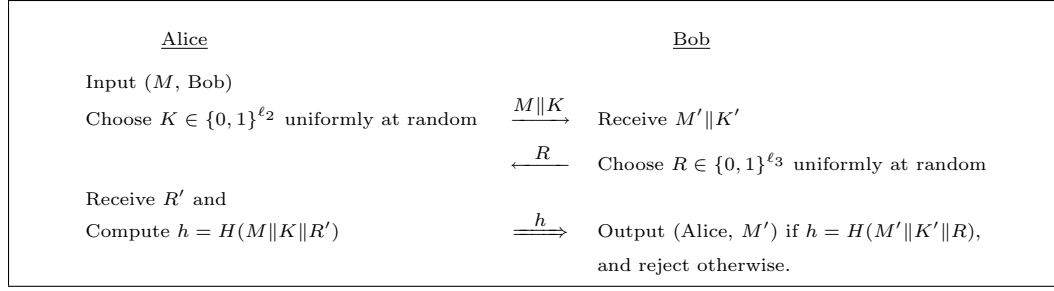 Alice Bob
Input (M, Bob)
M‖K
Choose K ∈ {0, 1}^{ℓ₂} uniformly at random Receive M′‖K′
R
Choose R ∈ {0, 1}^{ℓ₃} uniformly at random
Receive R′ and
h
Compute h = H(M‖K‖R′) Output (Alice, M′) if h = H(M′‖K′‖R),
and reject otherwise.